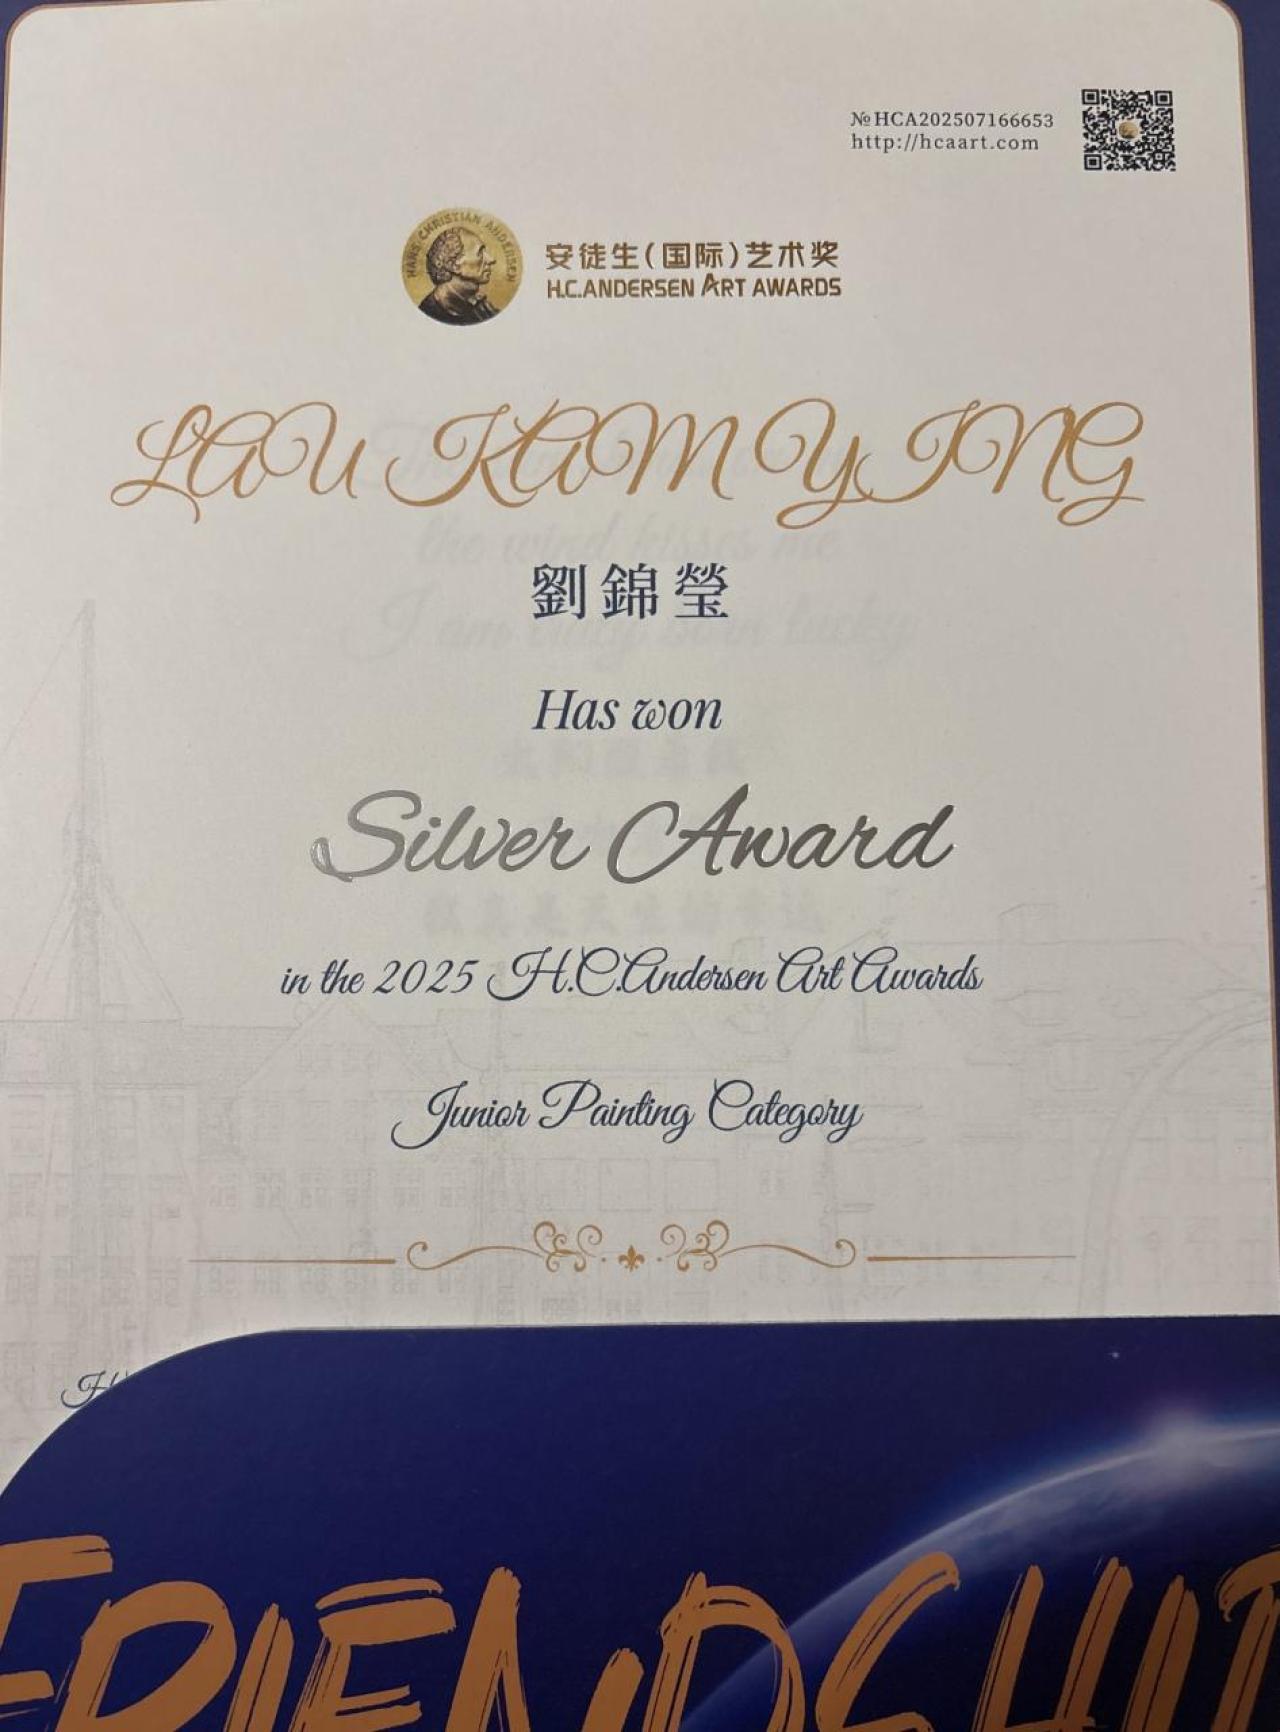 №HCA202507166653
http://hcaart.com
HANS CHRISTIAN ANDERSEN
安徒生(国际)艺术奖
H.C.ANDERSEN ART AWARDS
LAU KAM YING
劉錦瑩
Has won
Silver Award
in the 2025 H.C.Andersen Art Awards
Junior Painting Category